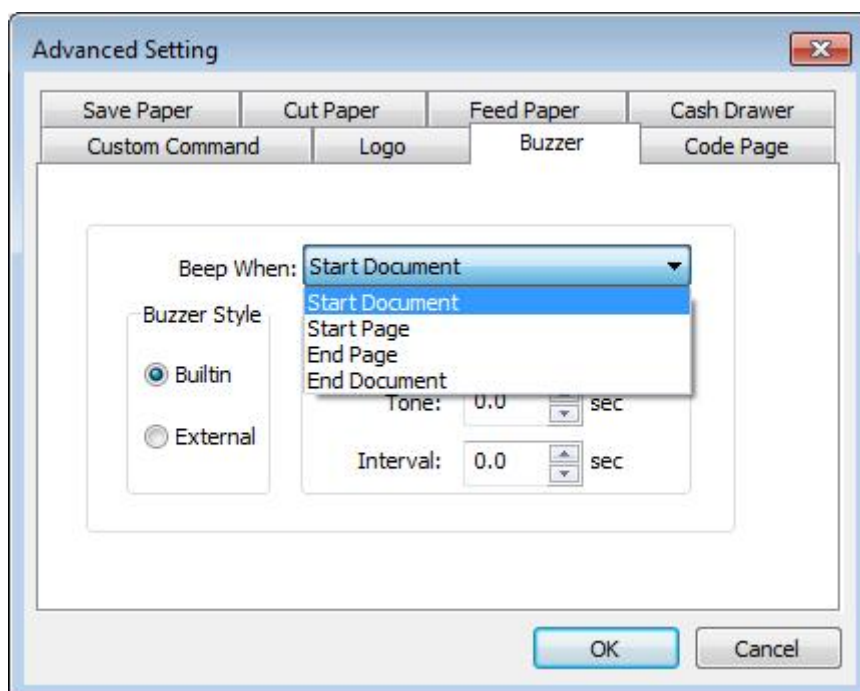 Advanced Setting
Save Paper Cut Paper Feed Paper Cash Drawer
Custom Command Logo Buzzer Code Page
Beep When: Start Document
Start Document
Start Page
End Page
End Document
Buzzer Style
Builtin
External
Tone: 0.0 sec
Interval: 0.0 sec
OK Cancel